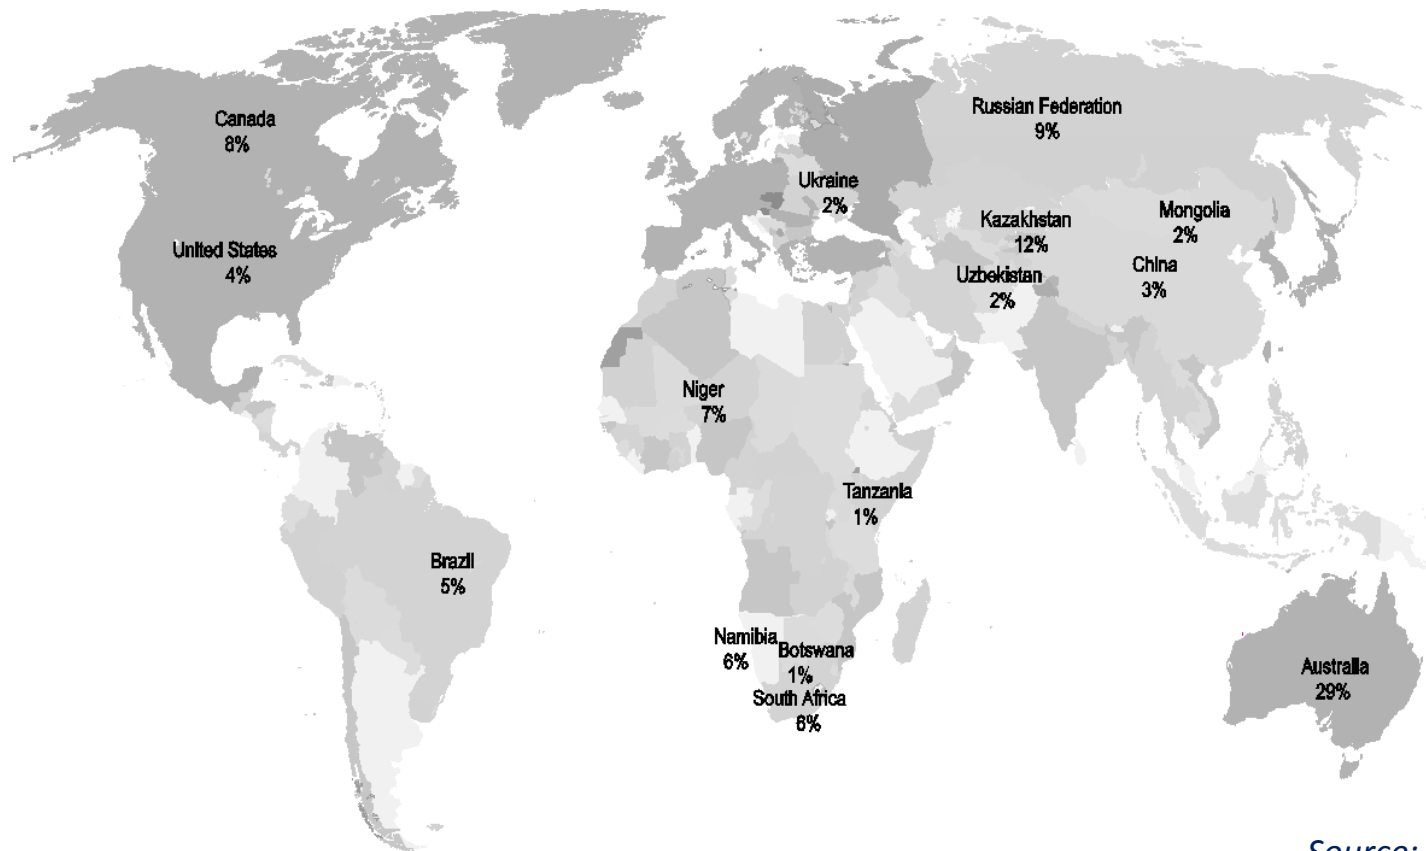 Canada
8%
United States
4%
Russian Federation
9%
Ukraine
2%
Kazakhstan
12%
Mongolia
2%
Uzbekistan
2%
China
3%
Niger
7%
Tanzania
1%
Brazil
5%
Namibia
6%
Botswana
1%
South Africa
6%
Australia
29%
Source: